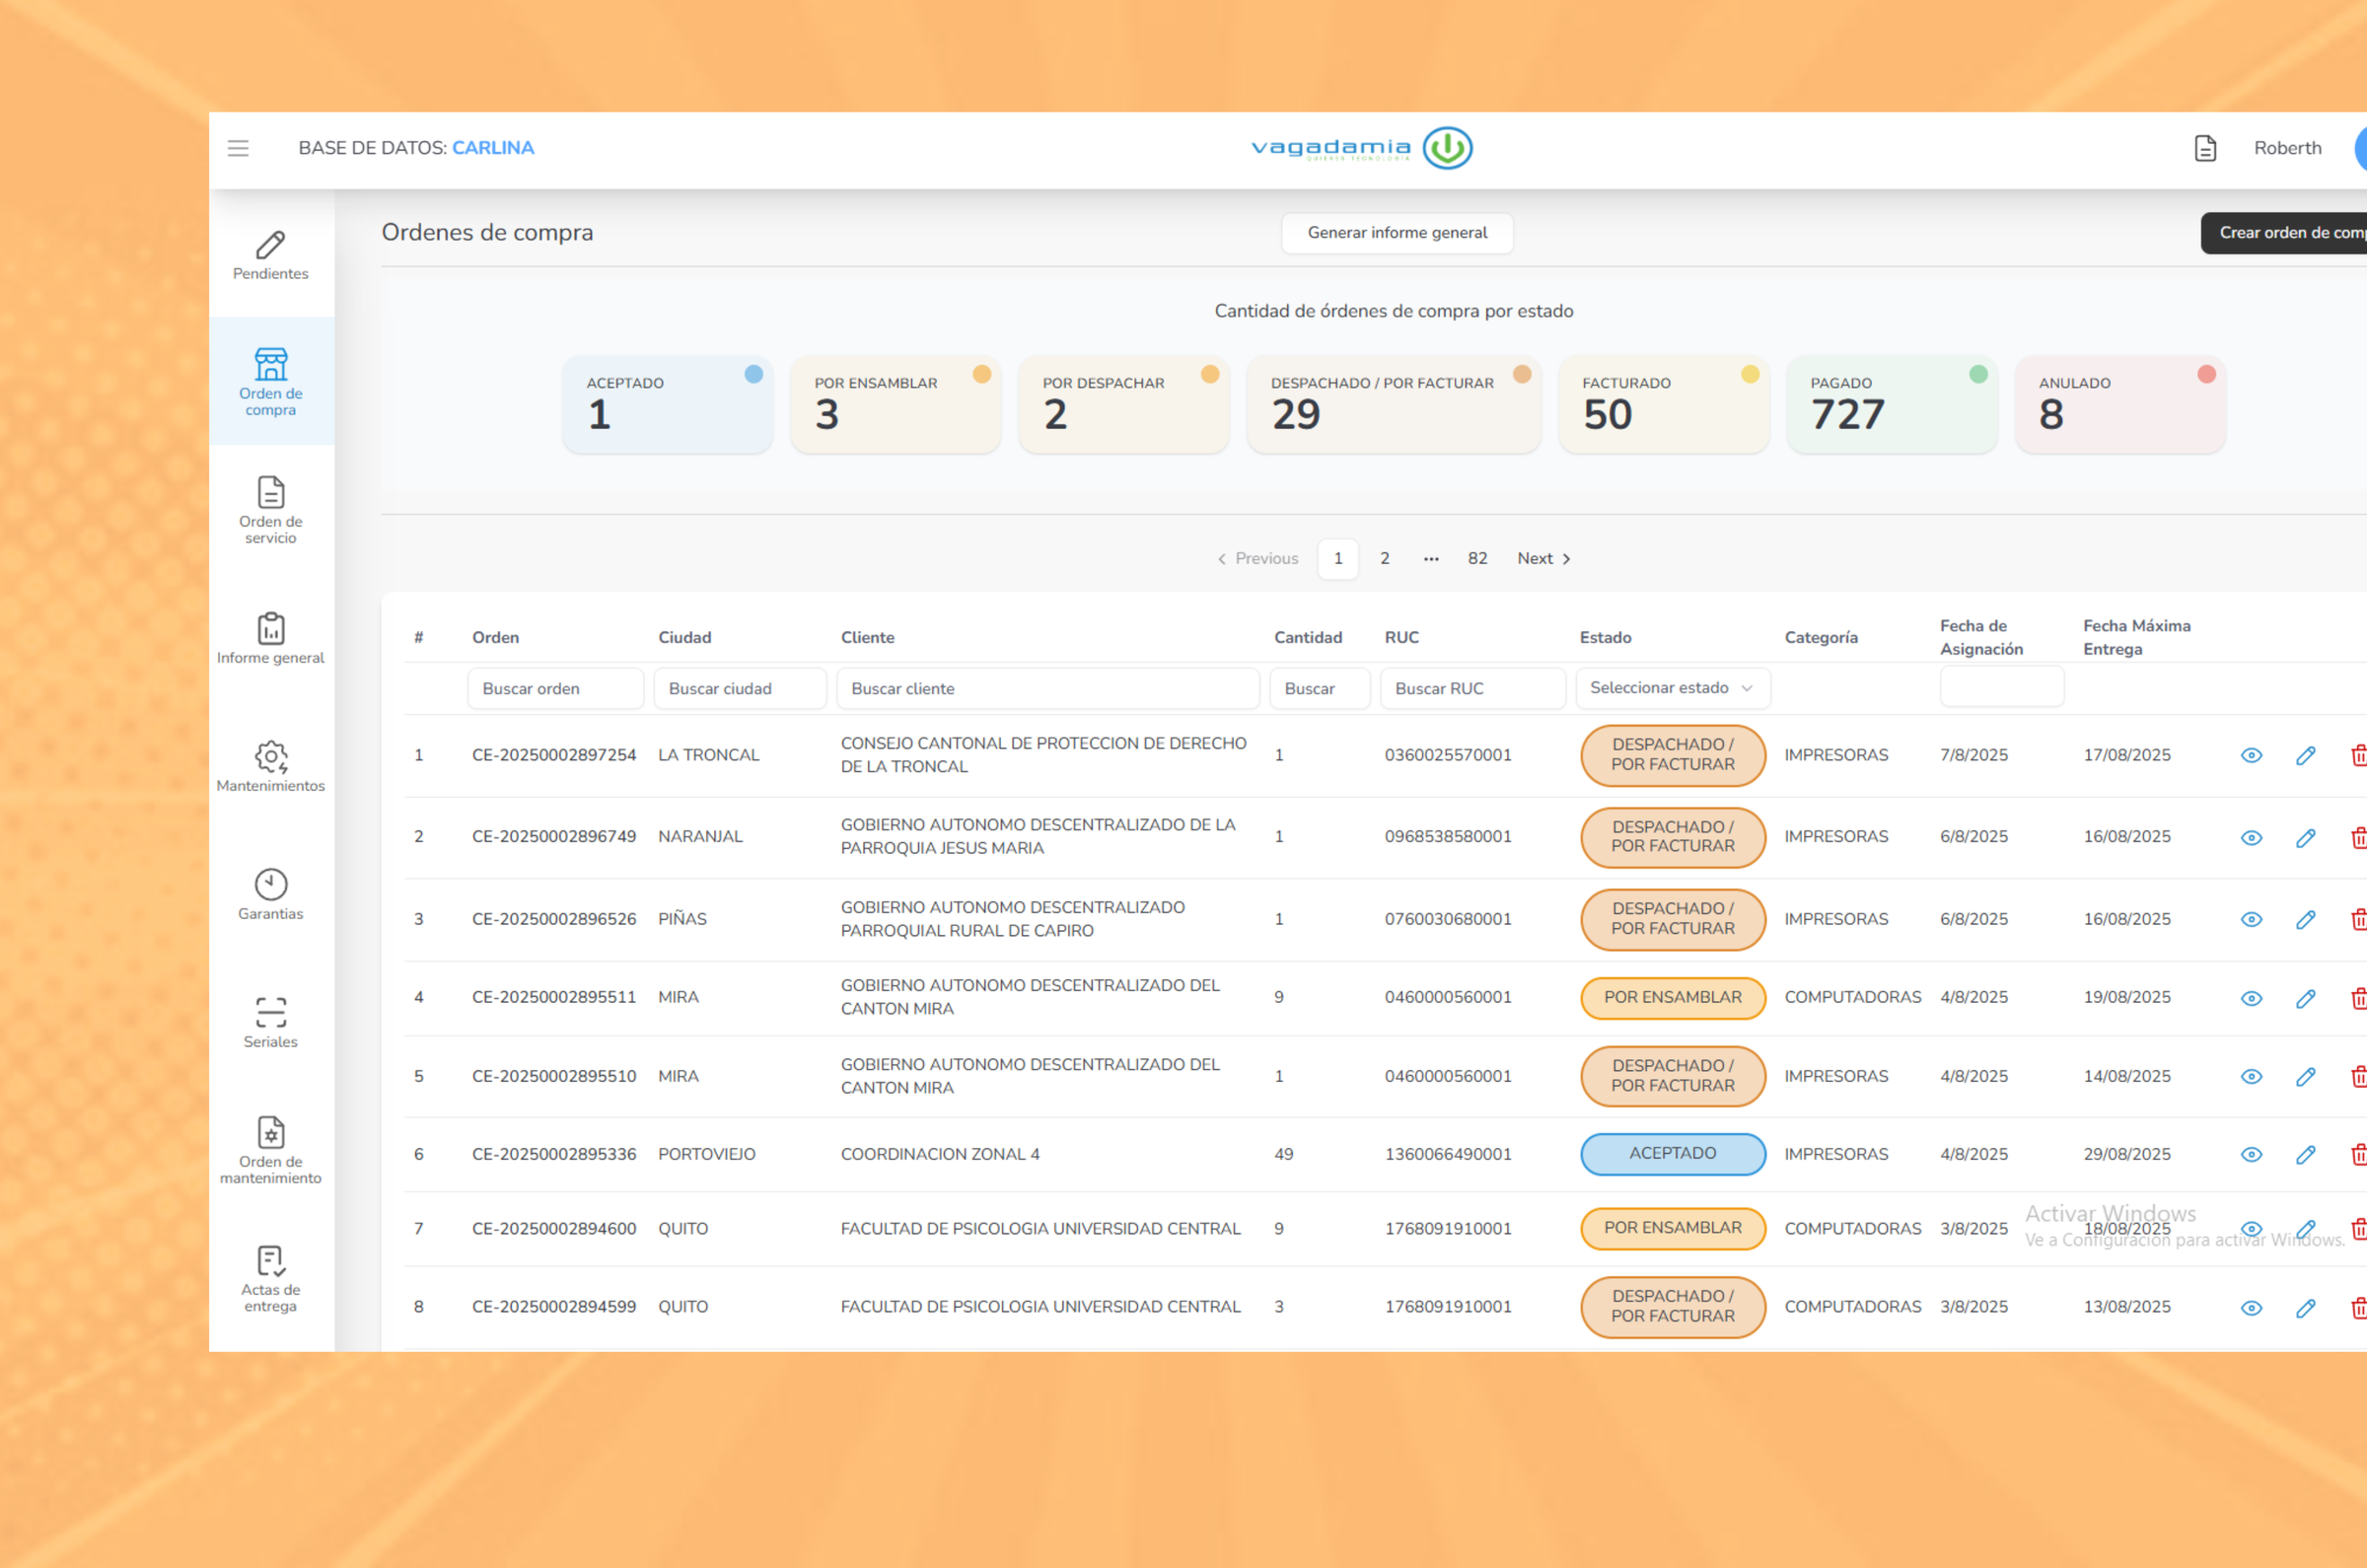 BASE DE DATOS: CARLINA
vagadamia
QUIERES TECNOLOGÍA
Roberth
Pendientes
Orden de
compra
Orden de
servicio
Informe general
Mantenimientos
Garantias
Seriales
Orden de
mantenimiento
Actas de
entrega
Ordenes de compra
Generar informe general
Crear orden de comp
Cantidad de órdenes de compra por estado
ACEPTADO
1
POR ENSAMBLAR
3
POR DESPACHAR
2
DESPACHADO / POR FACTURAR
29
FACTURADO
50
PAGADO
727
ANULADO
8
Previous 1 2 ... 82 Next
# Orden Ciudad Cliente Cantidad RUC Estado Categoría Fecha de Asignación Fecha Máxima Entrega
Buscar orden Buscar ciudad Buscar cliente Buscar Buscar RUC Seleccionar estado
1 CE-20250002897254 LA TRONCAL CONSEJO CANTONAL DE PROTECCION DE DERECHO DE LA TRONCAL 1 0360025570001 DESPACHADO / POR FACTURAR IMPRESORAS 7/8/2025 17/08/2025
2 CE-20250002896749 NARANJAL GOBIERNO AUTONOMO DESCENTRALIZADO DE LA PARROQUIA JESUS MARIA 1 0968538580001 DESPACHADO / POR FACTURAR IMPRESORAS 6/8/2025 16/08/2025
3 CE-20250002896526 PIÑAS GOBIERNO AUTONOMO DESCENTRALIZADO PARROQUIAL RURAL DE CAPIRO 1 0760030680001 DESPACHADO / POR FACTURAR IMPRESORAS 6/8/2025 16/08/2025
4 CE-20250002895511 MIRA GOBIERNO AUTONOMO DESCENTRALIZADO DEL CANTON MIRA 9 0460000560001 POR ENSAMBLAR COMPUTADORAS 4/8/2025 19/08/2025
5 CE-20250002895510 MIRA GOBIERNO AUTONOMO DESCENTRALIZADO DEL CANTON MIRA 1 0460000560001 DESPACHADO / POR FACTURAR IMPRESORAS 4/8/2025 14/08/2025
6 CE-20250002895336 PORTOVIEJO COORDINACION ZONAL 4 49 1360066490001 ACEPTADO IMPRESORAS 4/8/2025 29/08/2025
7 CE-20250002894600 QUITO FACULTAD DE PSICOLOGIA UNIVERSIDAD CENTRAL 9 1768091910001 POR ENSAMBLAR COMPUTADORAS 3/8/2025 18/08/2025
8 CE-20250002894599 QUITO FACULTAD DE PSICOLOGIA UNIVERSIDAD CENTRAL 3 1768091910001 DESPACHADO / POR FACTURAR COMPUTADORAS 3/8/2025 13/08/2025
Activar Windows
Ve a Configuración para activar Windows.